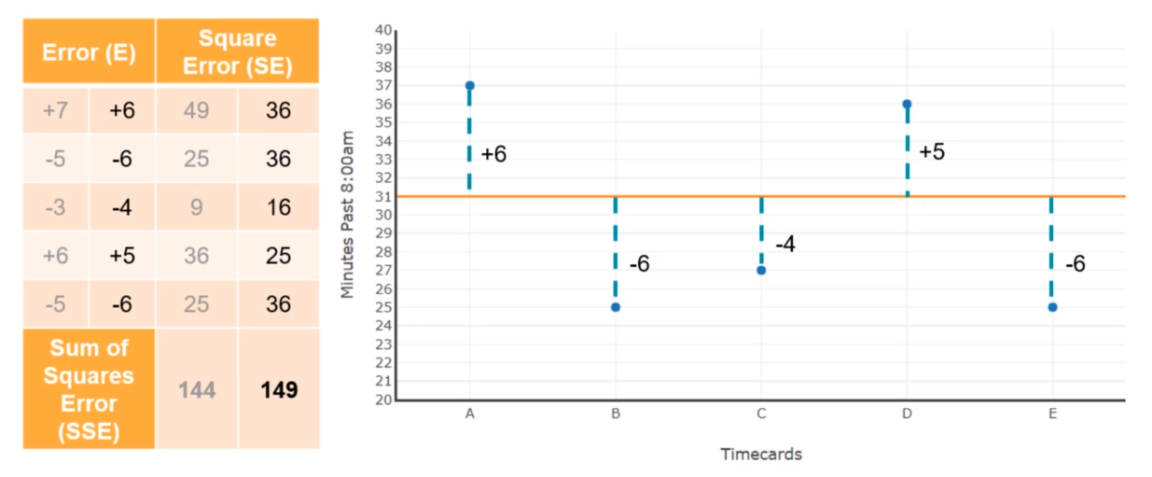 Error (E) Square Error (SE)
+7 +6 49 36
-5 -6 25 36
-3 -4 9 16
+6 +5 36 25
-5 -6 25 36
Sum of
Squares
Error
(SSE)
144 149
Minutes Past 8:00am
40
39
38
37
36
35
34
33
32
31
30
29
28
27
26
25
24
23
22
21
20
+6
-6
-4
+5
-6
A B C D E
Timecards